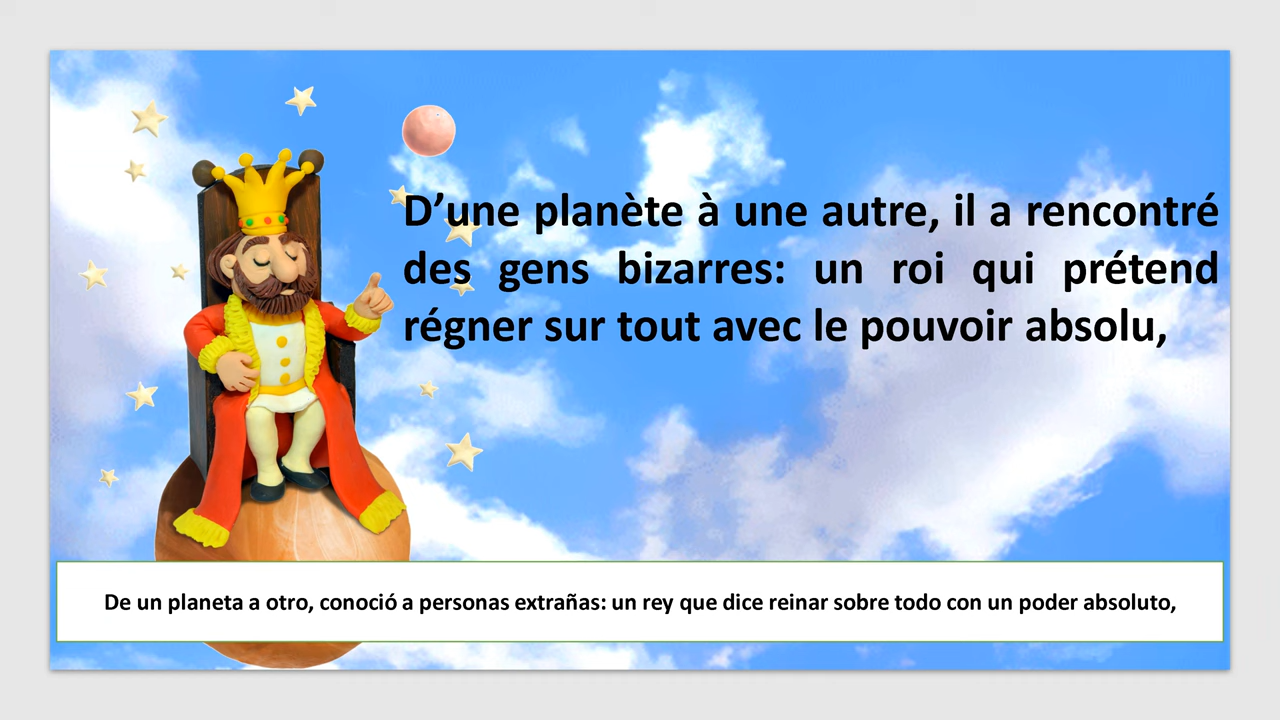 D’une planète à une autre, il a rencontré
des gens bizarres: un roi qui prétend
régner sur tout avec le pouvoir absolu,
De un planeta a otro, conoció a personas extrañas: un rey que dice reinar sobre todo con un poder absoluto,